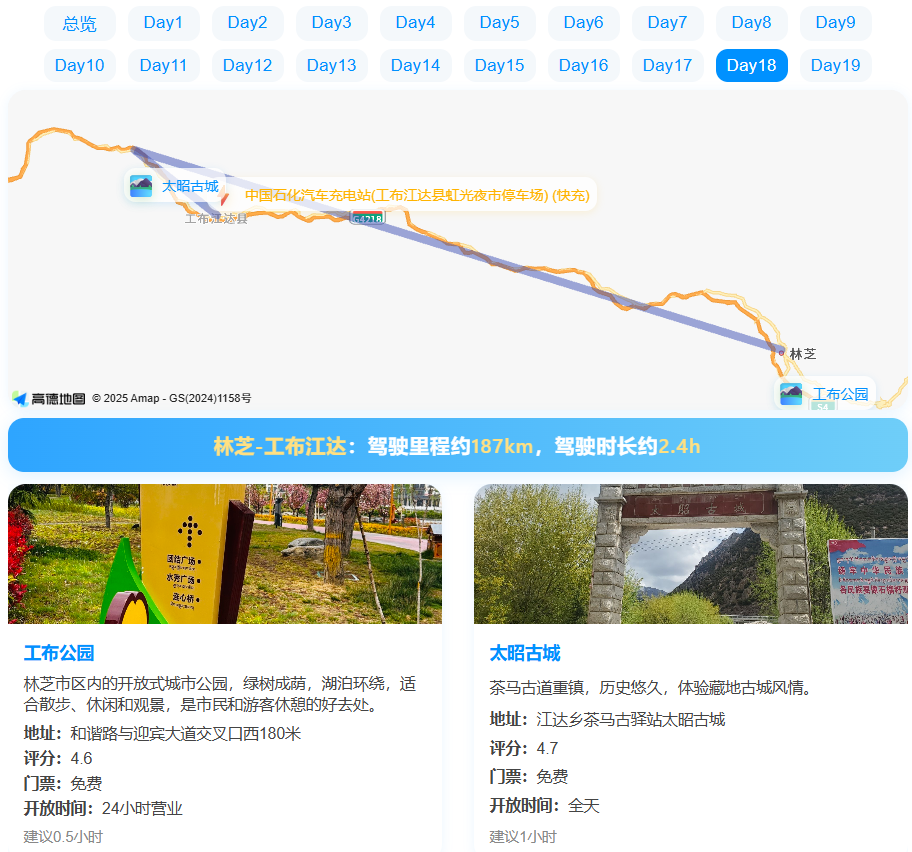 总览 Day1 Day2 Day3 Day4 Day5 Day6 Day7 Day8 Day9
Day10 Day11 Day12 Day13 Day14 Day15 Day16 Day17 Day18 Day19
太昭古城
中国石化汽车充电站(工布江达县虹光夜市停车场) (快充)
工布江达县
G4218
林芝
工布公园
S4
高德地图 © 2025 Amap - GS(2024)1158号
林芝-工布江达：驾驶里程约187km，驾驶时长约2.4h
团结广场
水秀广场
连心桥
太昭古城
工布公园
林芝市区内的开放式城市公园，绿树成荫，湖泊环绕，适
合散步、休闲和观景，是市民和游客休憩的好去处。
地址：和谐路与迎宾大道交叉口西180米
评分：4.6
门票：免费
开放时间：24小时营业
建议0.5小时
太昭古城
茶马古道重镇，历史悠久，体验藏地古城风情。
地址：江达乡茶马古驿站太昭古城
评分：4.7
门票：免费
开放时间：全天
建议1小时